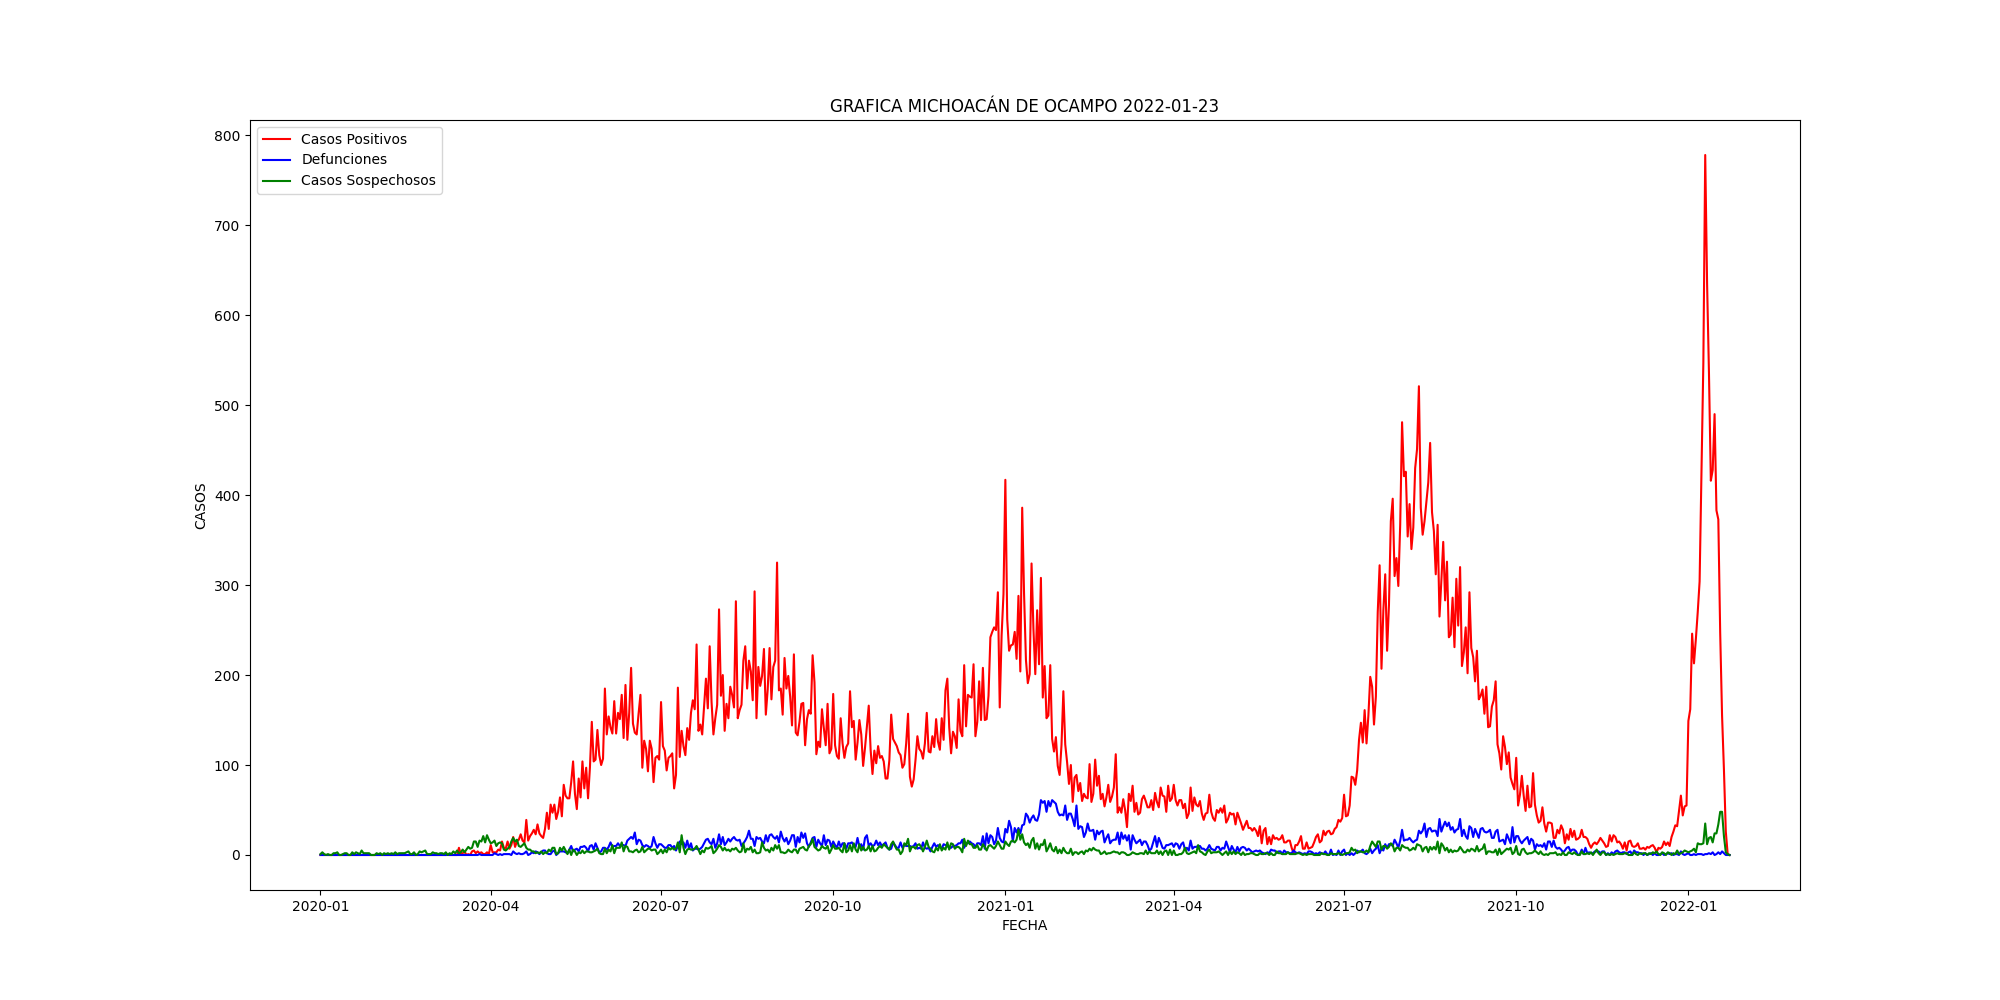 GRAFICA MICHOACÁN DE OCAMPO 2022-01-23
Casos Positivos
Defunciones
Casos Sospechosos
800
700
600
500
400
300
200
100
0
CASOS
2020-01 2020-04 2020-07 2020-10 2021-01 2021-04 2021-07 2021-10 2022-01
FECHA